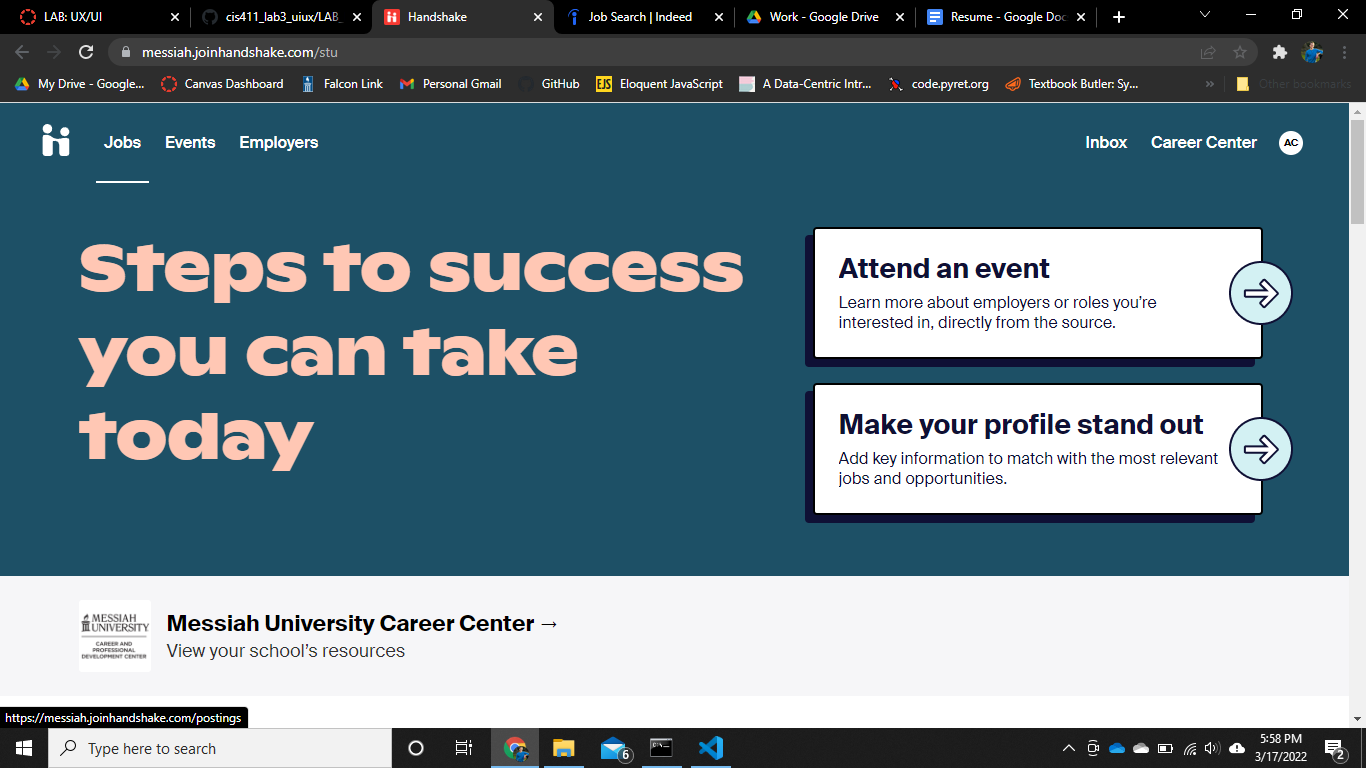 LAB: UX/UI
cis411_lab3_uiux/LAB_
Handshake
Job Search | Indeed
Work - Google Drive
Resume - Google Doc
messiah.joinhandshake.com/stu
My Drive - Google...
Canvas Dashboard
Falcon Link
Personal Gmail
GitHub
EJS
Eloquent JavaScript
A Data-Centric Intr...
code.pyret.org
Textbook Butler: Sy...
»
Other bookmarks
Jobs
Events
Employers
Inbox
Career Center
AC
Steps to success
you can take
today
Attend an event
Learn more about employers or roles you're
interested in, directly from the source.
Make your profile stand out
Add key information to match with the most relevant
jobs and opportunities.
MESSIAH
UNIVERSITY
CAREER AND
PROFESSIONAL
DEVELOPMENT CENTER
Messiah University Career Center →
View your school's resources
https://messiah.joinhandshake.com/postings
Type here to search
6
5:58 PM
3/17/2022
2